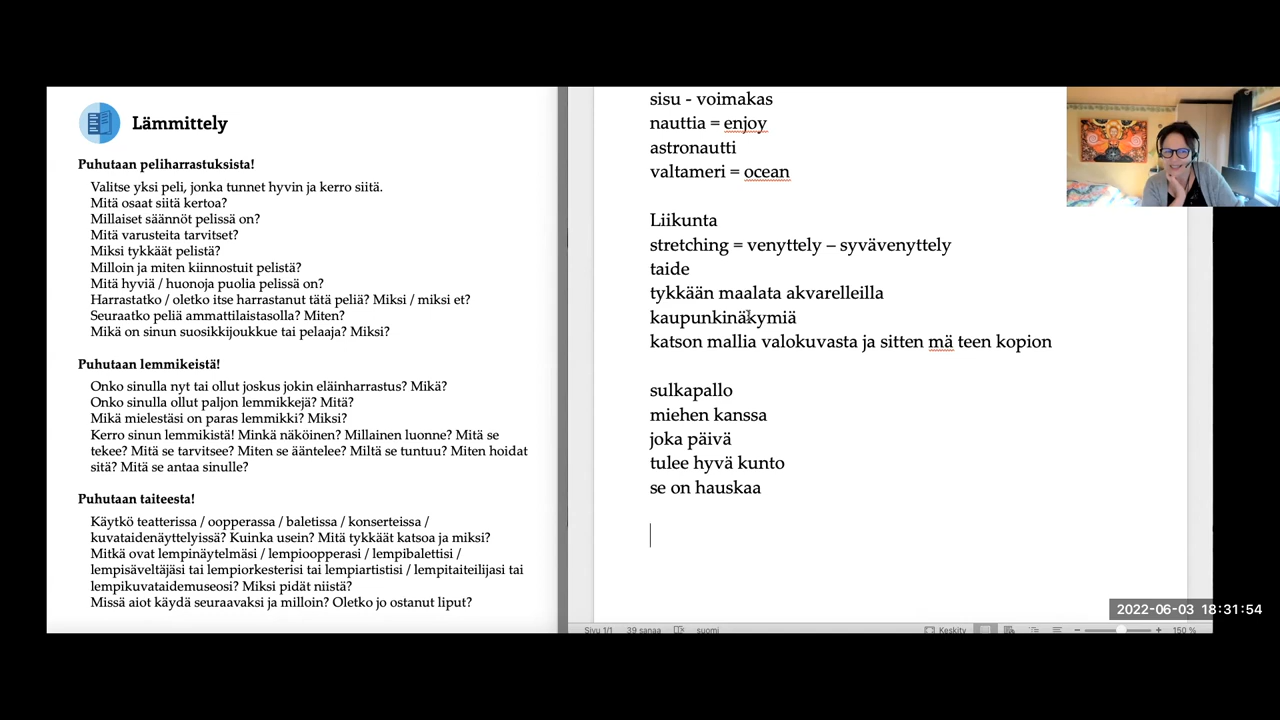 Lämmittely
Puhutaan peliharrastuksista!
Valitse yksi peli, jonka tunnet hyvin ja kerro siitä.
Mitä osaat siitä kertoa?
Millaiset säännöt pelissä on?
Mitä varusteita tarvitset?
Miksi tykkäät pelistä?
Milloin ja miten kiinnostuit pelistä?
Mitä hyviä / huonoja puolia pelissä on?
Harrastatko / oletko itse harrastanut tätä peliä? Miksi / miksi et?
Seuraatko peliä ammattilaistasolla? Miten?
Mikä on sinun suosikkijoukkue tai pelaaja? Miksi?
Puhutaan lemmikeistä!
Onko sinulla nyt tai ollut joskus jokin eläinharrastus? Mikä?
Onko sinulla ollut paljon lemmikkejä? Mitä?
Mikä mielestäsi on paras lemmikki? Miksi?
Kerro sinun lemmikistä! Minkä näköinen? Millainen luonne? Mitä se
tekee? Mitä se tarvitsee? Miten se ääntelee? Miltä se tuntuu? Miten hoidat
sitä? Mitä se antaa sinulle?
Puhutaan taiteesta!
Käytkö teatterissa / oopperassa / baletissa / konserteissa /
kuvataidenäyttelyissä? Kuinka usein? Mitä tykkäät katsoa ja miksi?
Mitkä ovat lempinäytelmäsi / lempioopperasi / lempibalettisi /
lempisäveltäjäsi tai lempiorkesterisi tai lempiartistisi / lempitaiteilijasi tai
lempikuvataidemuseosi? Miksi pidät niistä?
Missä aiot käydä seuraavaksi ja milloin? Oletko jo ostanut liput?
sisu - voimakas
nauttia = enjoy
astronautti
valtameri = ocean
Liikunta
stretching = venyttely – syvävenyttely
taide
tykkään maalata akvarelleilla
kaupunkinäkymiä
katson mallia valokuvasta ja sitten mä teen kopion
sulkapallo
miehen kanssa
joka päivä
tulee hyvä kunto
se on hauskaa
2022-06-03 18:31:54
Sivu 1/1 39 sanaa suomi Keskity 150 %